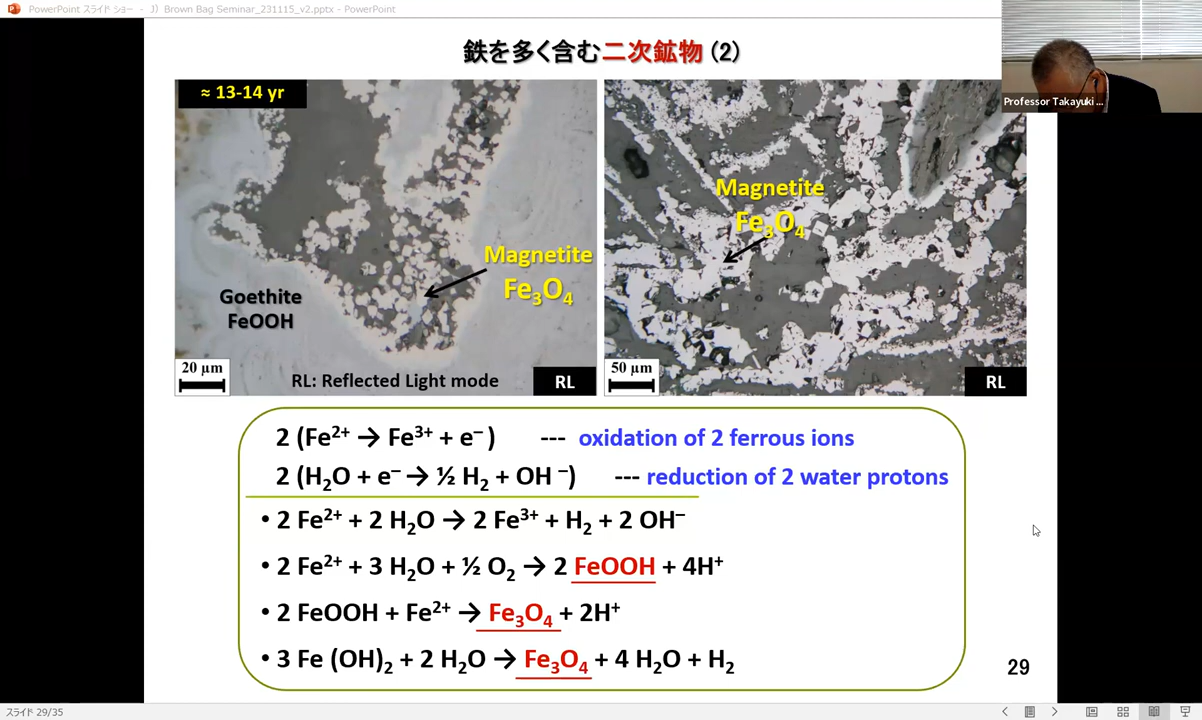 PowerPoint スライド ショー - J) Brown Bag Seminar_231115_v2.pptx - PowerPoint
鉄を多く含む二次鉱物 (2)
Professor Takayuki ...
≈ 13-14 yr
Magnetite
Fe₃O₄
Goethite
FeOOH
20 µm
RL: Reflected Light mode
RL
Magnetite
Fe₃O₄
50 µm
RL
2 (Fe²⁺ → Fe³⁺ + e⁻ ) --- oxidation of 2 ferrous ions
2 (H₂O + e⁻ → ½ H₂ + OH ⁻) --- reduction of 2 water protons
• 2 Fe²⁺ + 2 H₂O → 2 Fe³⁺ + H₂ + 2 OH⁻
• 2 Fe²⁺ + 3 H₂O + ½ O₂ → 2 FeOOH + 4H⁺
• 2 FeOOH + Fe²⁺ → Fe₃O₄ + 2H⁺
• 3 Fe (OH)₂ + 2 H₂O → Fe₃O₄ + 4 H₂O + H₂
29
スライド 29/35